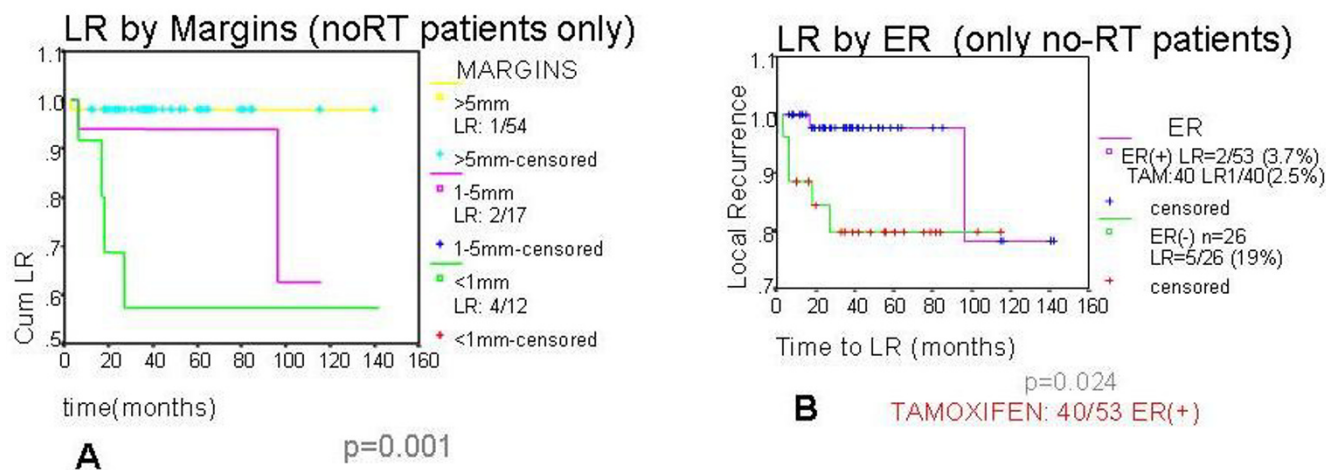 LR by Margins (noRT patients only)
1.1
1.0
.9
.8
.7
.6
.5
Cum LR
0 20 40 60 80 100 120 140 160
time(months)
MARGINS
>5mm
LR: 1/54
>5mm-censored
1-5mm
LR: 2/17
1-5mm-censored
<1mm
LR: 4/12
<1mm-censored
A
p=0.001
LR by ER (only no-RT patients)
1.1
1.0
.9
.8
.7
Local Recurrence
0 20 40 60 80 100 120 140 160
Time to LR (months)
ER
ER(+) LR=2/53 (3.7%)
TAM:40 LR1/40(2.5%)
censored
ER(-) n=26
LR=5/26 (19%)
censored
p=0.024
B
TAMOXIFEN: 40/53 ER(+)